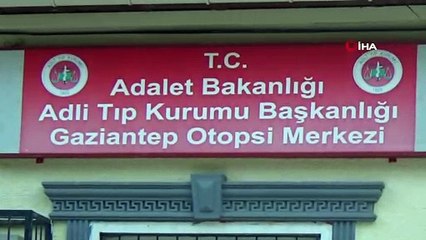 İHA
T.C.
Adalet Bakanlığı
Adli Tıp Kurumu Başkanlığı
Gaziantep Otopsi Merkezi